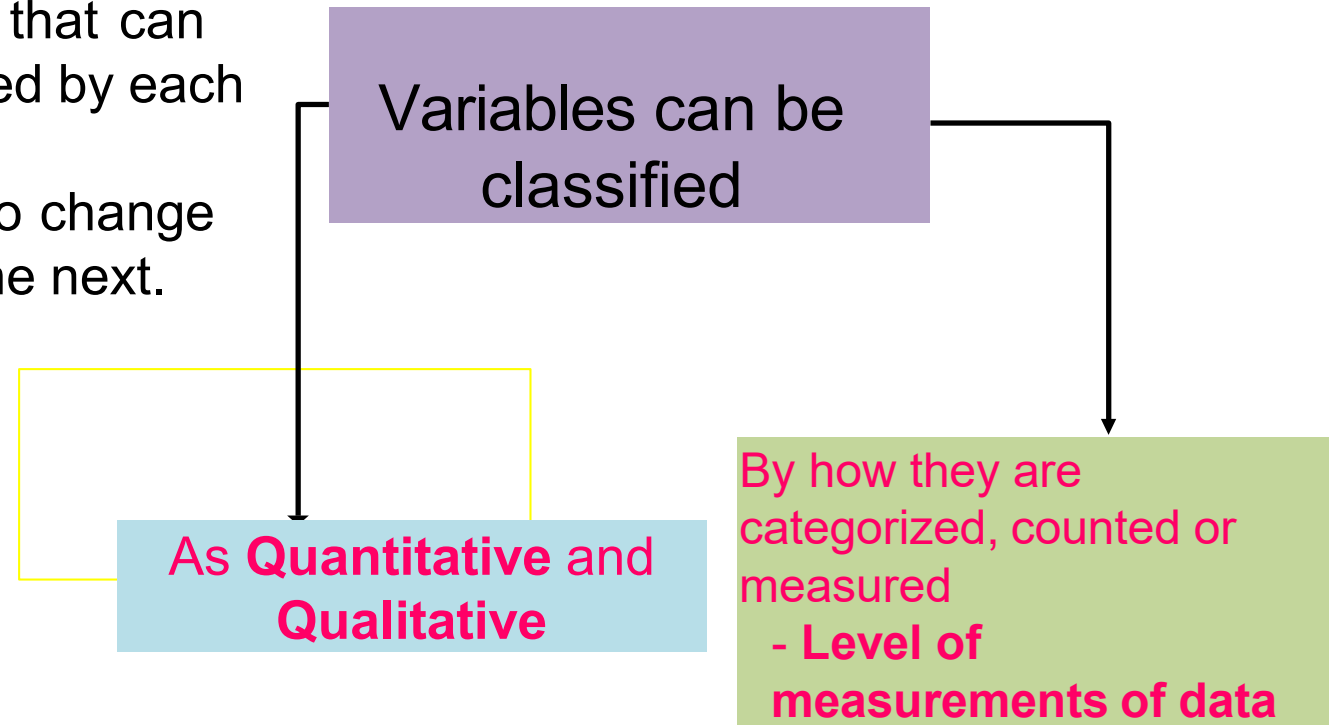 that can
ed by each
o change
ne next.
Variables can be
classified
As Quantitative and
Qualitative
By how they are
categorized, counted or
measured
- Level of
measurements of data